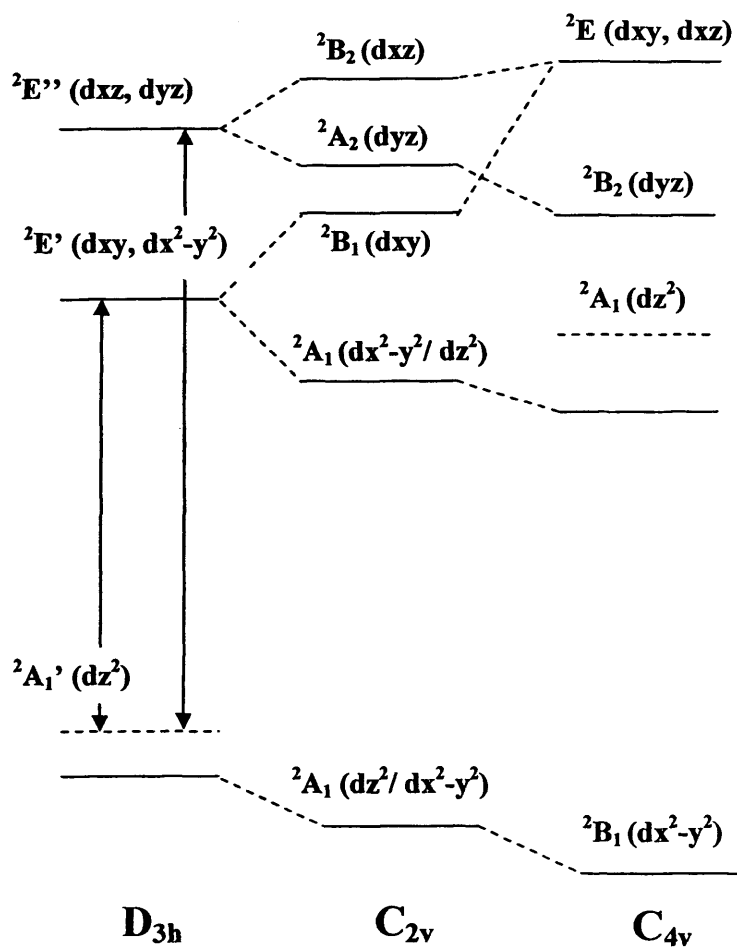 ²B₂ (dxz)
²E (dxy, dxz)
²E’’ (dxz, dyz)
²A₂ (dyz)
²B₂ (dyz)
²E’ (dxy, dx²-y²)
²B₁ (dxy)
²A₁ (dz²)
²A₁ (dx²-y²/ dz²)
²A₁’ (dz²)
²A₁ (dz²/ dx²-y²)
²B₁ (dx²-y²)
D₃ₕ
C₂ᵥ
C₄ᵥ